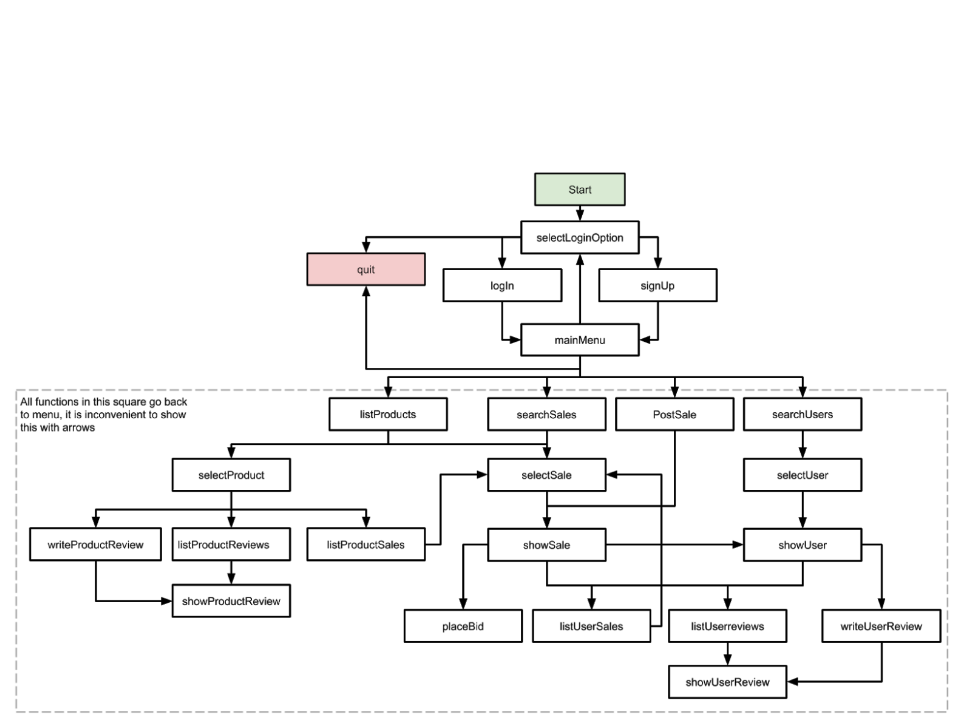 Start
selectLoginOption
quit
logIn
signUp
mainMenu
All functions in this square go back
to menu, it is inconvenient to show
this with arrows
listProducts
searchSales
PostSale
searchUsers
selectProduct
selectSale
selectUser
writeProductReview
listProductReviews
listProductSales
showSale
showUser
showProductReview
placeBid
listUserSales
listUserreviews
writeUserReview
showUserReview